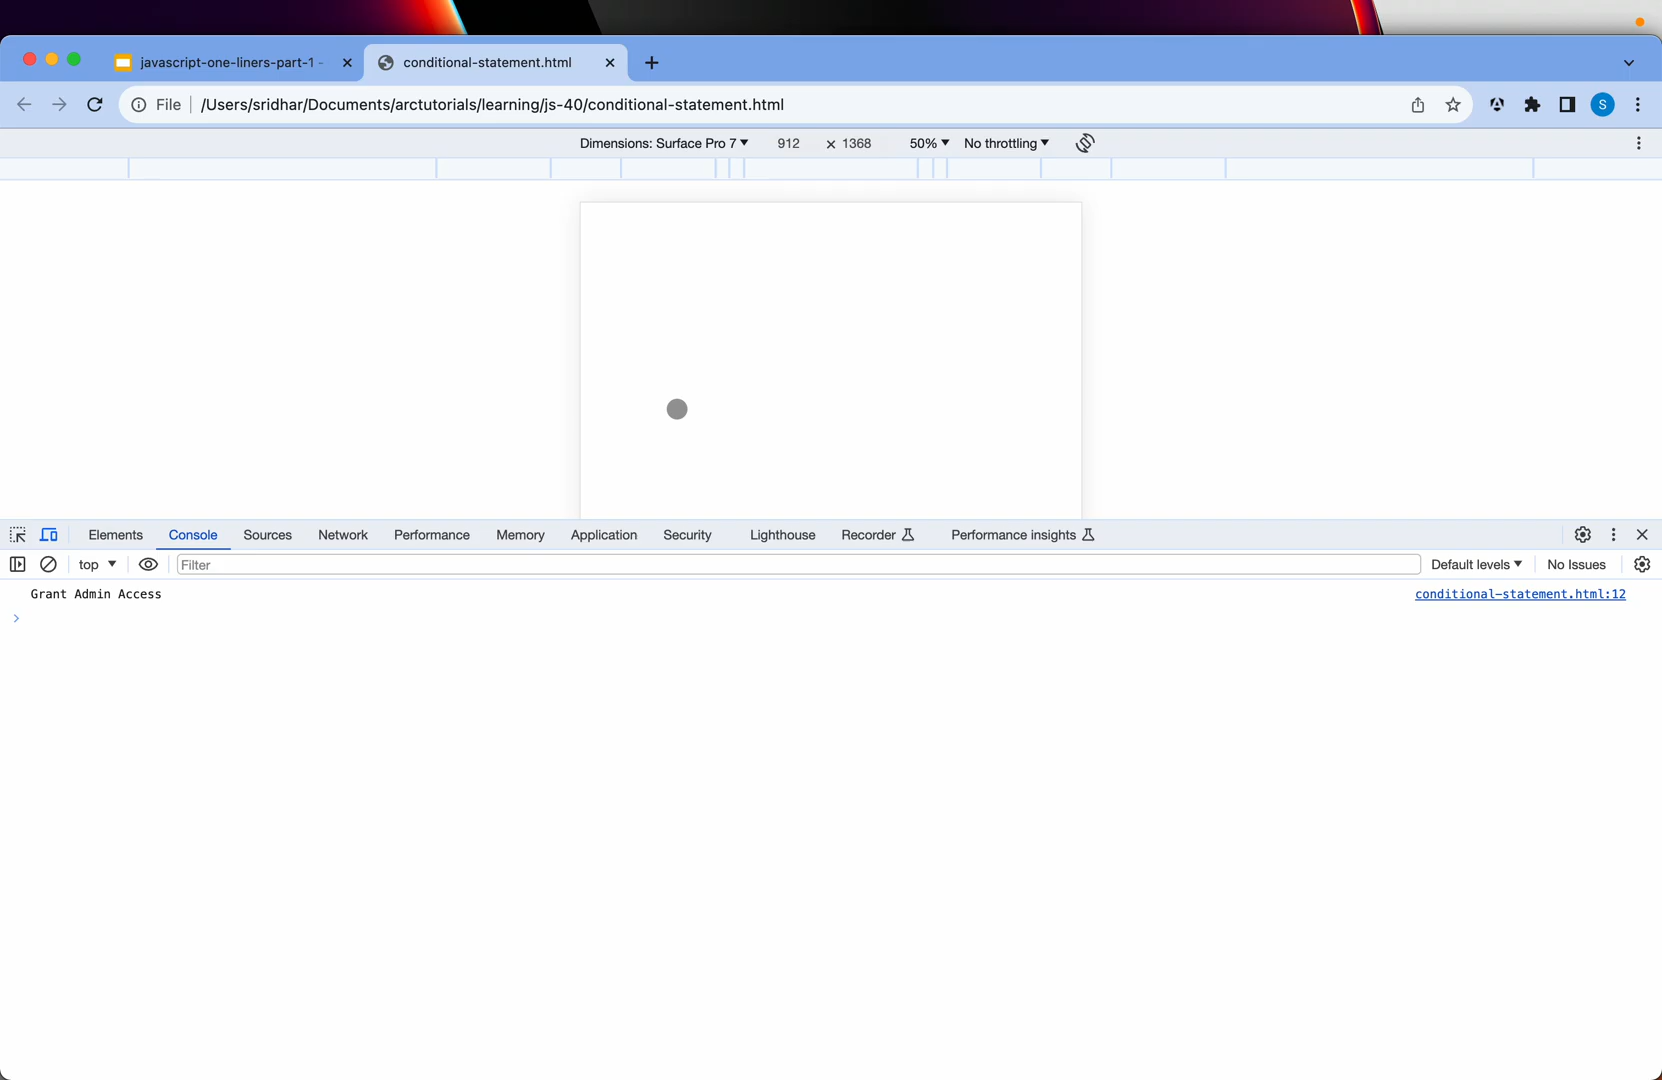 javascript-one-liners-part-1 -
conditional-statement.html
File
/Users/sridhar/Documents/arctutorials/learning/js-40/conditional-statement.html
S
Dimensions: Surface Pro 7
912 × 1368
50%
No throttling
Elements
Console
Sources
Network
Performance
Memory
Application
Security
Lighthouse
Recorder
Performance insights
top
Filter
Default levels
No Issues
Grant Admin Access
conditional-statement.html:12